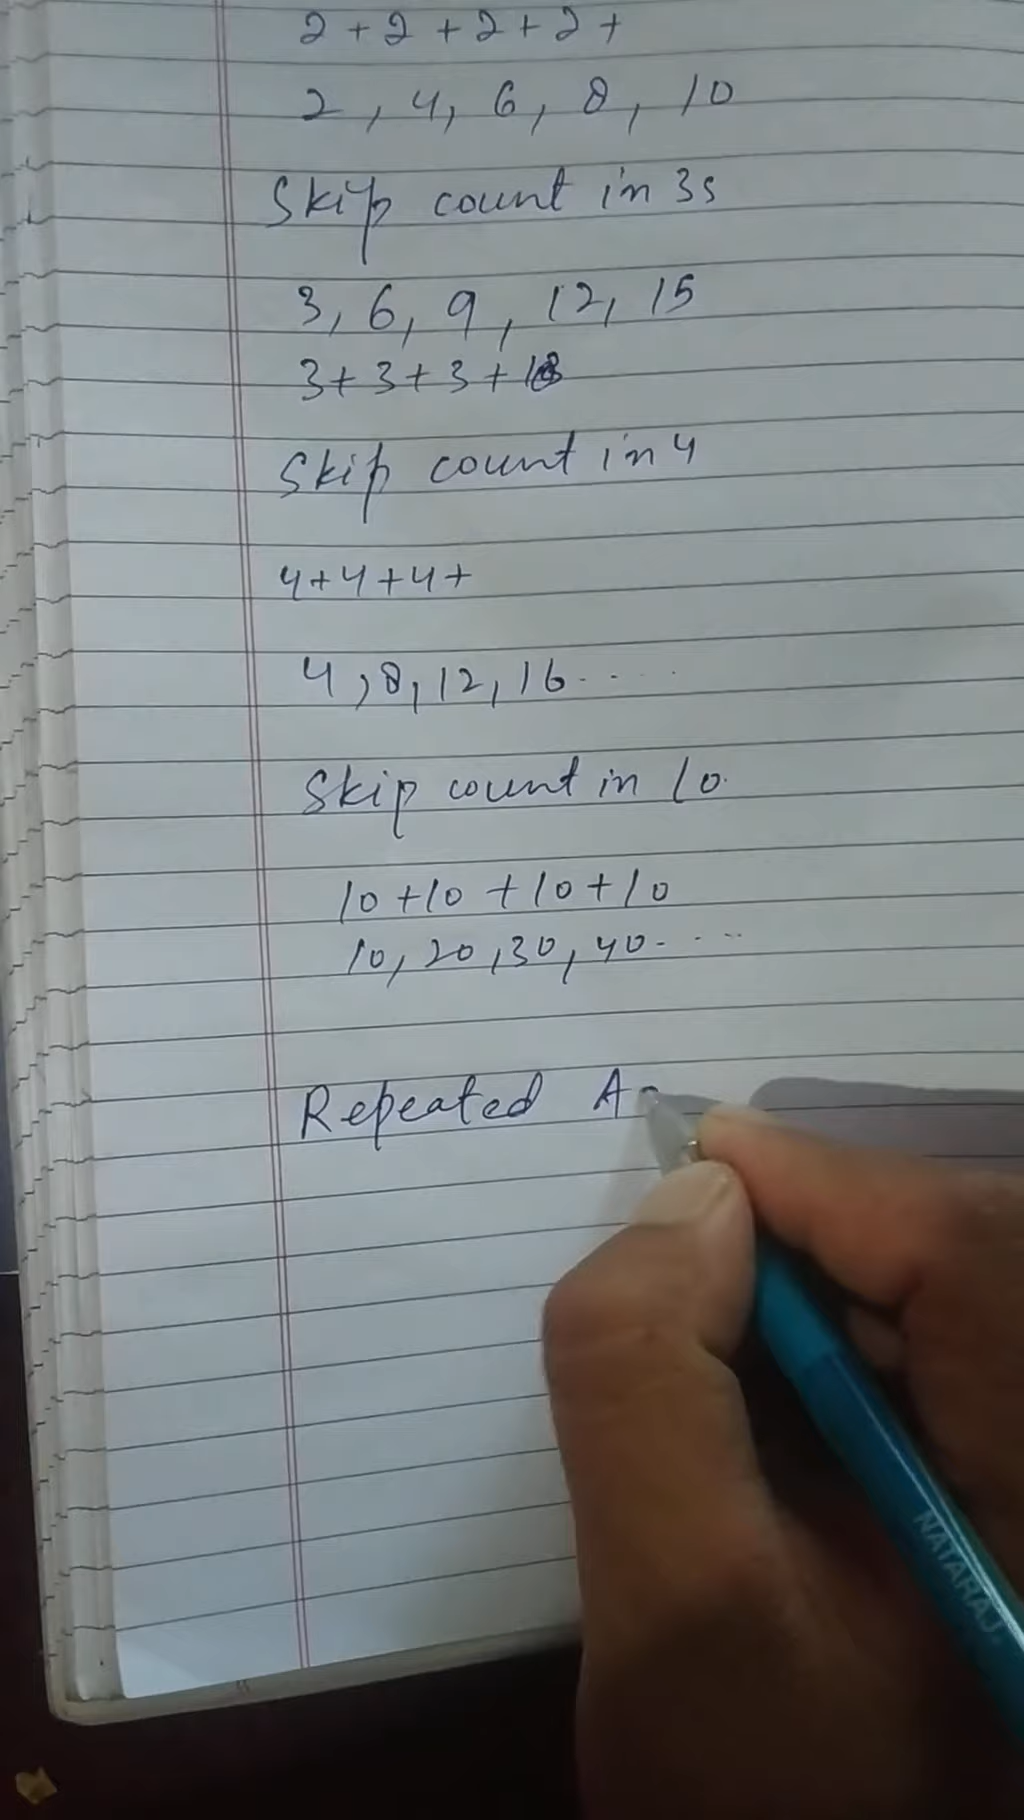 2 + 2 + 2 + 2 +
2 , 4, 6, 8, 10
Skip count in 3s
3, 6, 9, 12, 15
3 + 3 + 3 +
Skip count in 4
4 + 4 + 4 +
4, 8, 12, 16 .....
Skip count in 10.
10 + 10 + 10 + 10
10, 20, 30, 40 .....
Repeated A
NATARAJ